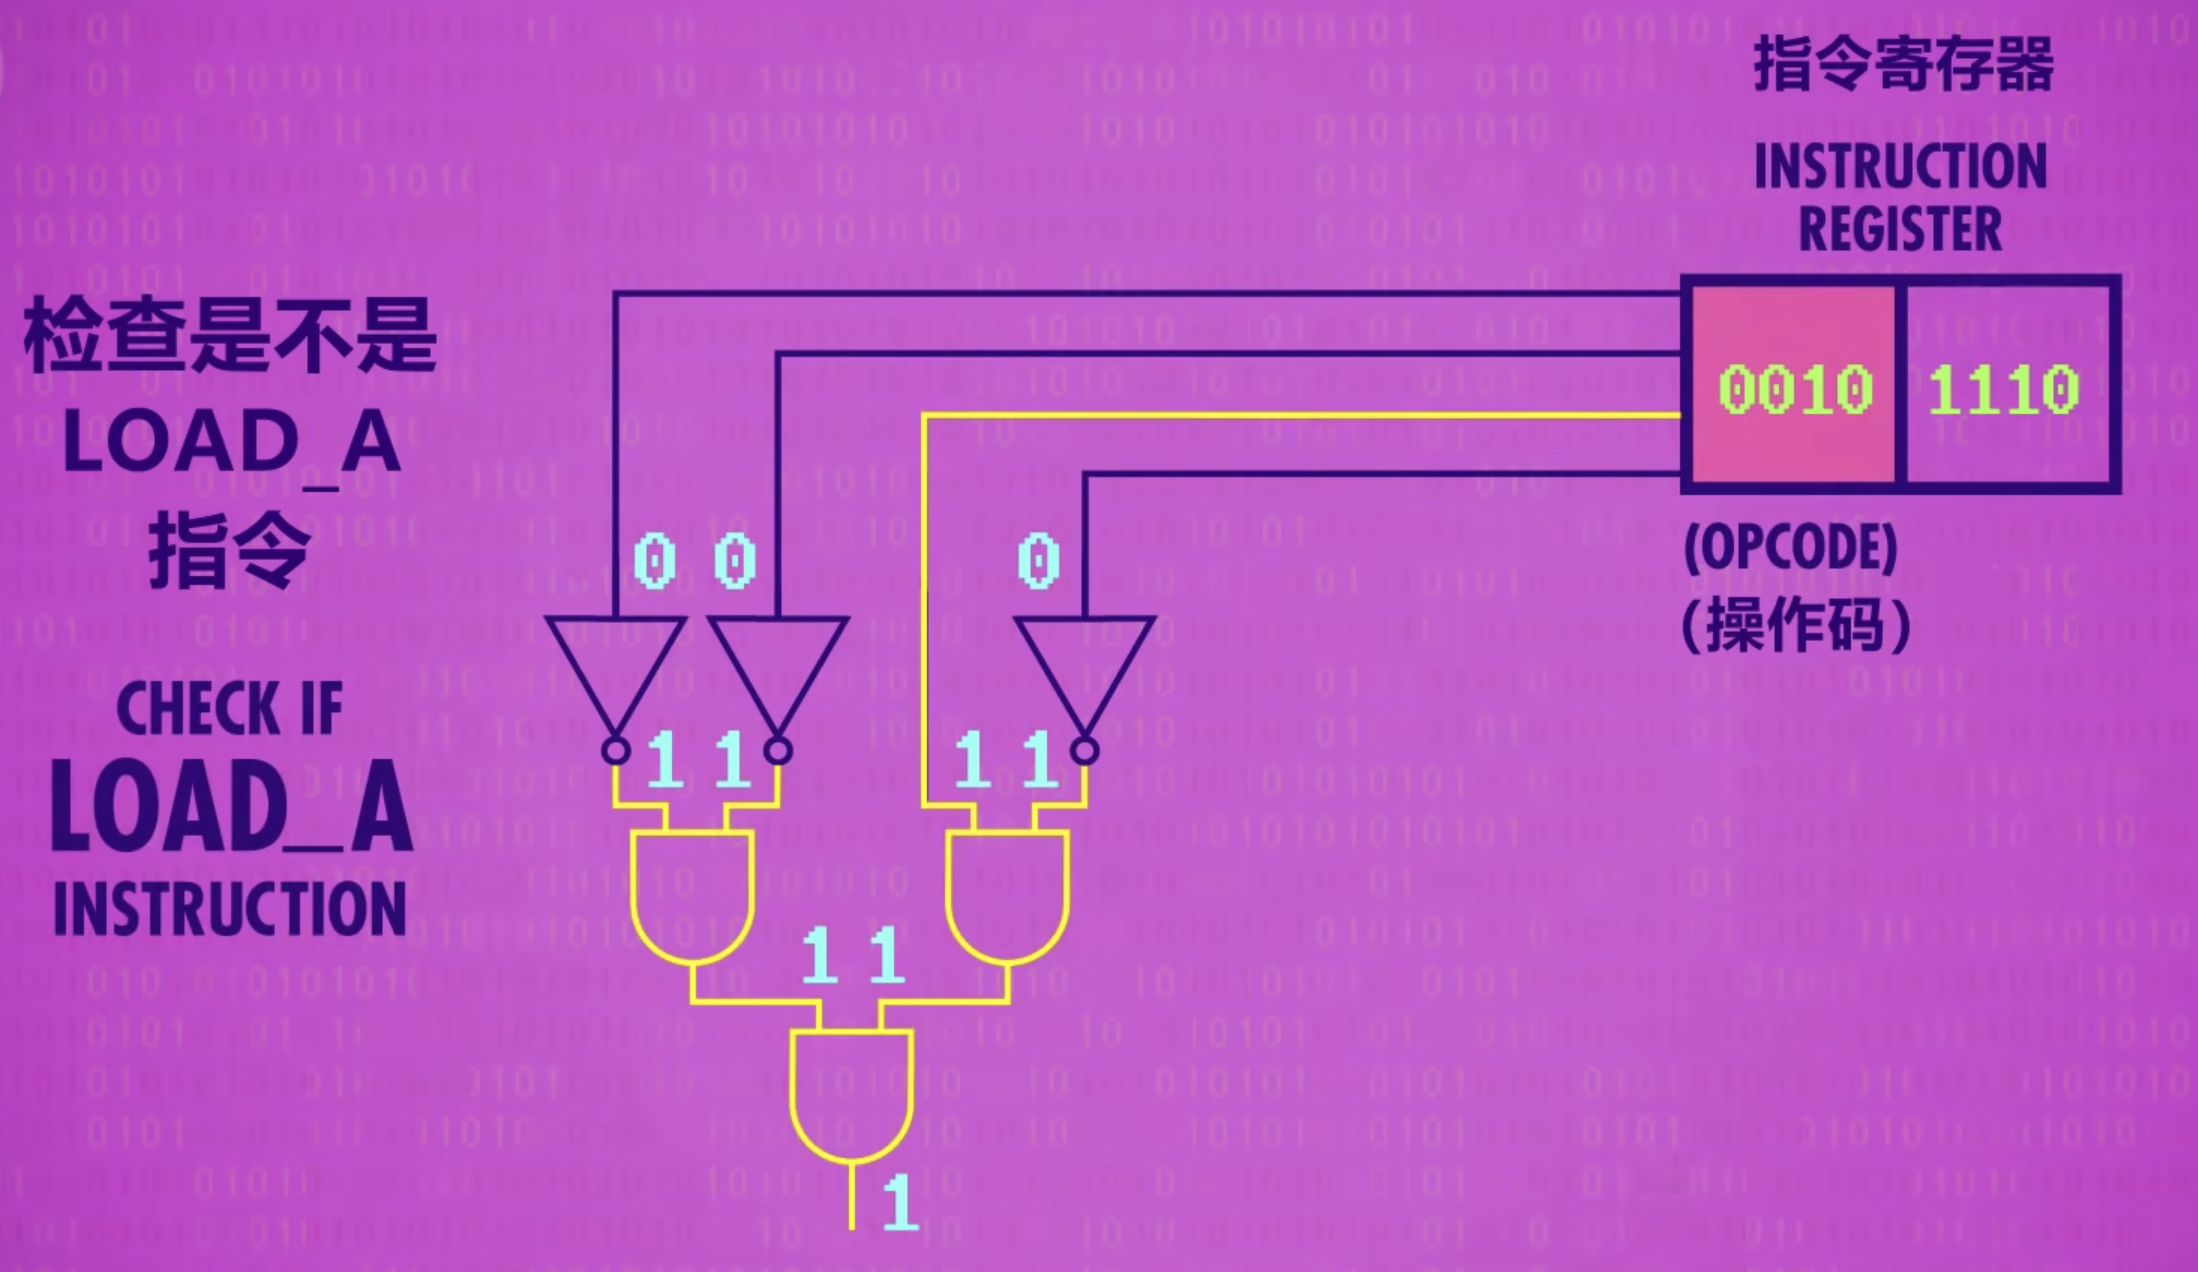 指令寄存器
INSTRUCTION
REGISTER
0010 1110
(OPCODE)
(操作码)
检查是不是
LOAD_A
指令
CHECK IF
LOAD_A
INSTRUCTION
0 0 0
1 1 1 1
1 1
1